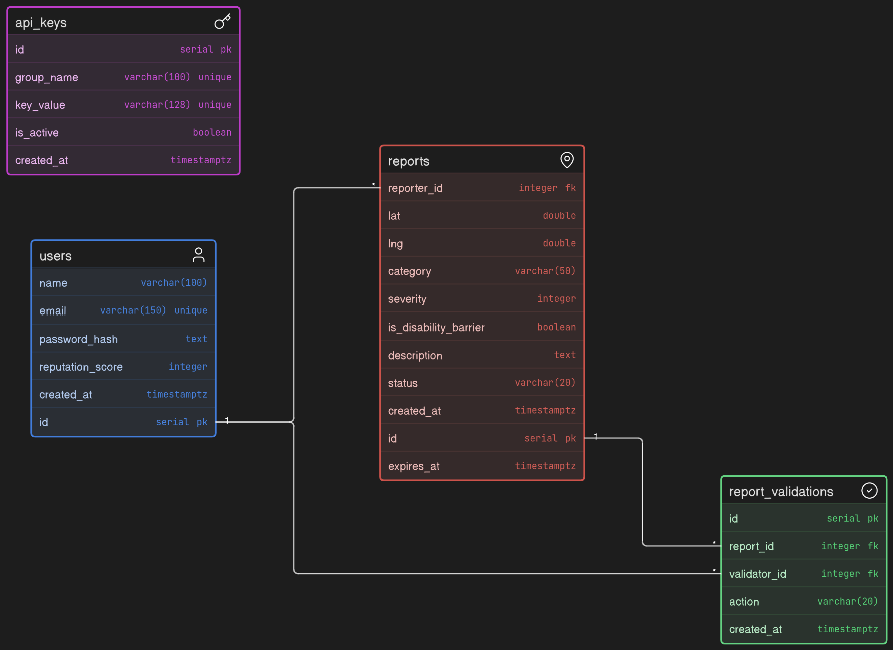 api_keys
id serial pk
group_name varchar(100) unique
key_value varchar(128) unique
is_active boolean
created_at timestamptz
users
name varchar(100)
email varchar(150) unique
password_hash text
reputation_score integer
created_at timestamptz
id serial pk
1
reports
* reporter_id integer fk
lat double
lng double
category varchar(50)
severity integer
is_disability_barrier boolean
description text
status varchar(20)
created_at timestamptz
id serial pk
1
expires_at timestamptz
report_validations
id serial pk
* report_id integer fk
* validator_id integer fk
action varchar(20)
created_at timestamptz